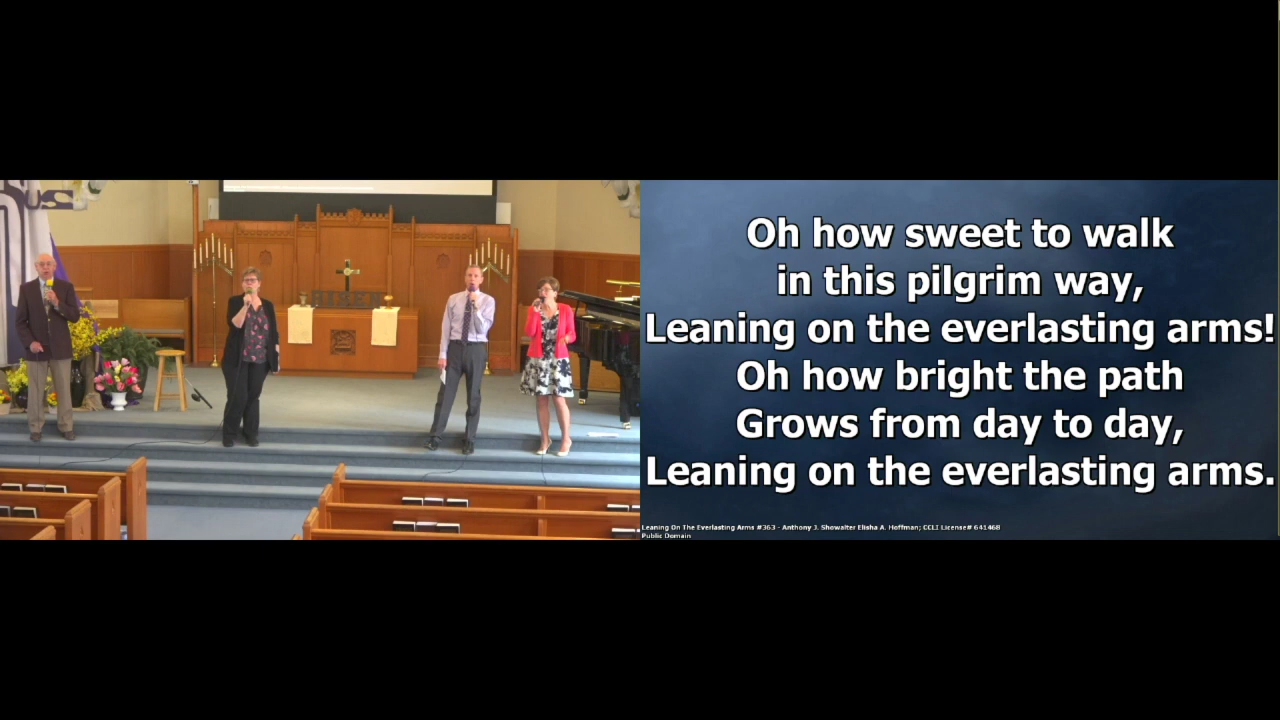 RISEN
Oh how sweet to walk
in this pilgrim way,
Leaning on the everlasting arms!
Oh how bright the path
Grows from day to day,
Leaning on the everlasting arms.
Leaning On The Everlasting Arms #363 - Anthony J. Showalter Elisha A. Hoffman; CCLI License# 641468
Public Domain